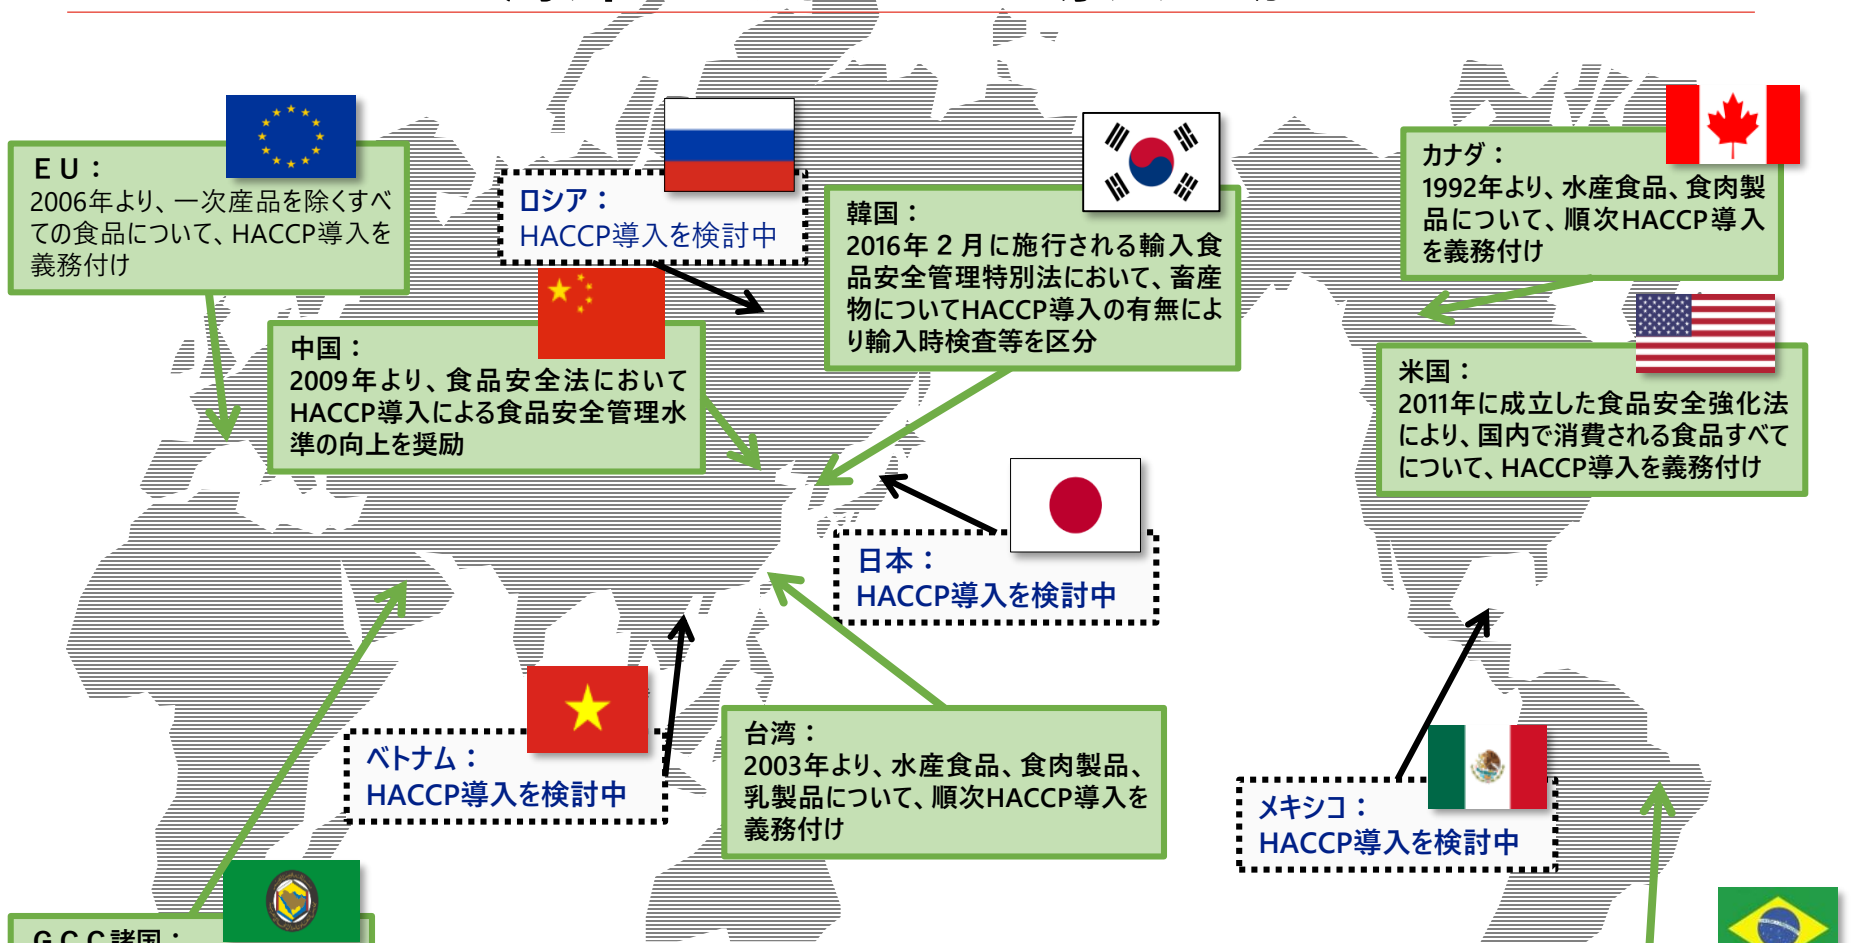 ＥＵ：
2006年より、一次産品を除くすべ
ての食品について、HACCP導入を
義務付け
ロシア：
HACCP導入を検討中
韓国：
2016年２月に施行される輸入食
品安全管理特別法において、畜産
物についてHACCP導入の有無によ
り輸入時検査等を区分
カナダ：
1992年より、水産食品、食肉製
品について、順次HACCP導入
を義務付け
中国：
2009年より、食品安全法において
HACCP導入による食品安全管理水
準の向上を奨励
米国：
2011年に成立した食品安全強化法
により、国内で消費される食品すべて
について、HACCP導入を義務付け
日本：
HACCP導入を検討中
ベトナム：
HACCP導入を検討中
台湾：
2003年より、水産食品、食肉製品、
乳製品について、順次HACCP導入を
義務付け
メキシコ：
HACCP導入を検討中
ＧＣＣ諸国：